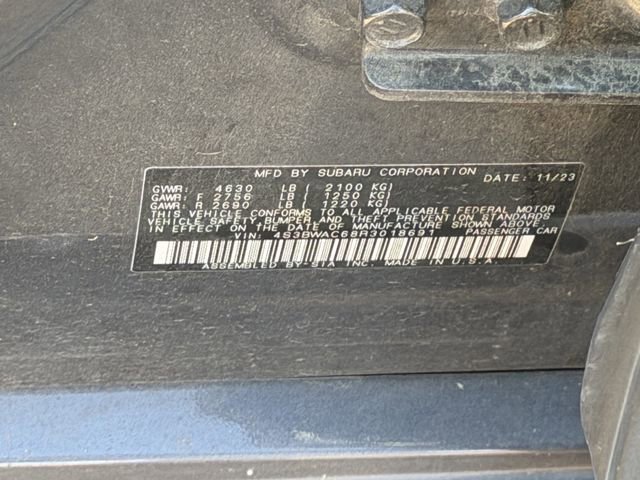 MFD BY SUBARU CORPORATION DATE: 11/23
GVWR: 4630 LB ( 2100 KG)
GAWR: F 2756 LB ( 1250 KG)
GAWR: R 2690 LB ( 1220 KG)
THIS VEHICLE CONFORMS TO ALL APPLICABLE FEDERAL MOTOR
VEHICLE SAFETY BUMPER AND THEFT PREVENTION STANDARDS
IN EFFECT ON THE DATE OF MANUFACTURE SHOWN ABOVE.
VIN: 4S3BWAC68R3018691 PASSENGER CAR
ASSEMBLED BY SIA INC. MADE IN U.S.A